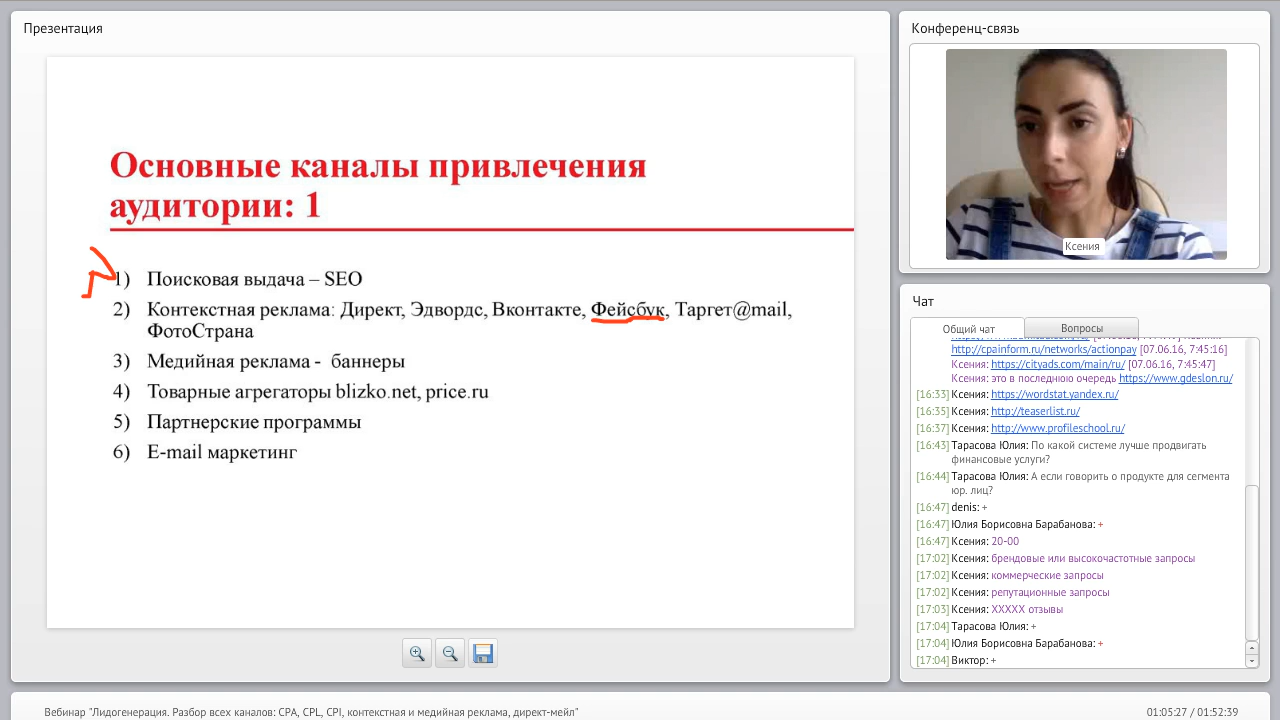 Презентация
Основные каналы привлечения
аудитории: 1
1) Поисковая выдача – SEO
2) Контекстная реклама: Директ, Эдвордс, Вконтакте, Фейсбук, Таргет@mail,
ФотоСтрана
3) Медийная реклама - баннеры
4) Товарные агрегаторы blizko.net, price.ru
5) Партнерские программы
6) E-mail маркетинг
Конференц-связь
Ксения
Чат
Общий чат
Вопросы
http://cpainform.ru/networks/actionpay [07.06.16, 7:45:16]
Ксения: https://cityads.com/main/ru/ [07.06.16, 7:45:47]
Ксения: это в последнюю очередь https://www.gdeslon.ru/
[16:33] Ксения: https://wordstat.yandex.ru/
[16:35] Ксения: http://teaserlist.ru/
[16:37] Ксения: http://www.profileschool.ru/
[16:43] Тарасова Юлия: По какой системе лучше продвигать
финансовые услуги?
[16:44] Тарасова Юлия: А если говорить о продукте для сегмента
юр. лиц?
[16:47] denis: +
[16:47] Юлия Борисовна Барабанова: +
[16:47] Ксения: 20-00
[17:02] Ксения: брендовые или высокочастотные запросы
[17:02] Ксения: коммерческие запросы
[17:02] Ксения: репутационные запросы
[17:03] Ксения: XXXXX отзывы
[17:04] Тарасова Юлия: +
[17:04] Юлия Борисовна Барабанова: +
[17:04] Виктор: +
Вебинар "Лидогенерация. Разбор всех каналов: CPA, CPL, CPI, контекстная и медийная реклама, директ-мейл"
01:05:27 / 01:52:39